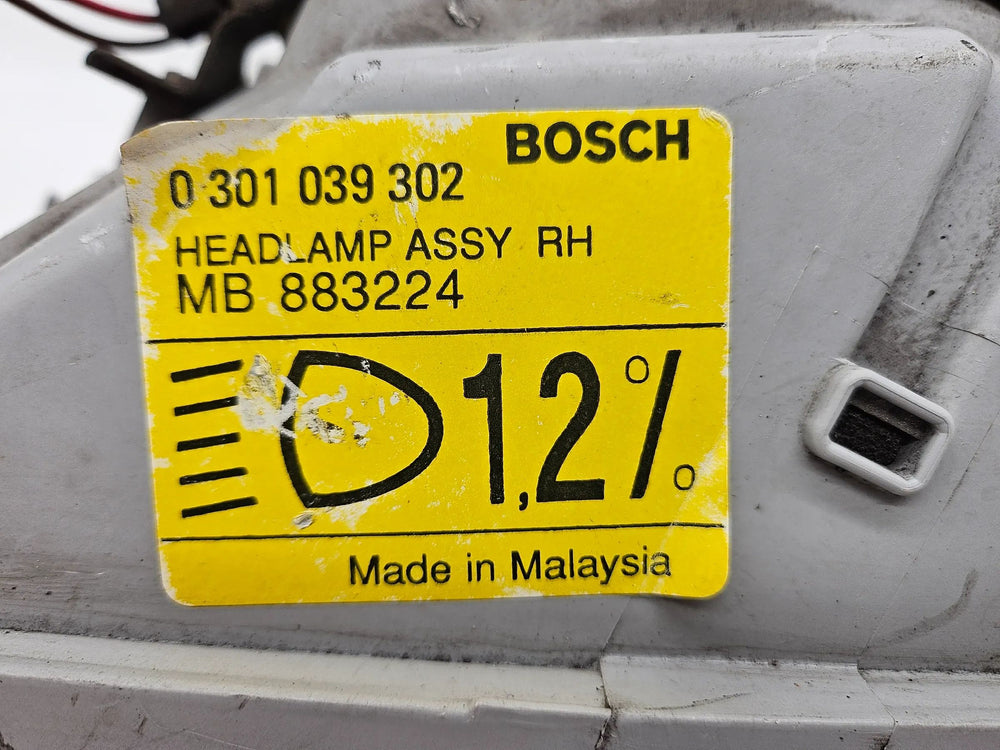 BOSCH
0 301 039 302
HEADLAMP ASSY RH
MB 883224
1,2 %
Made in Malaysia